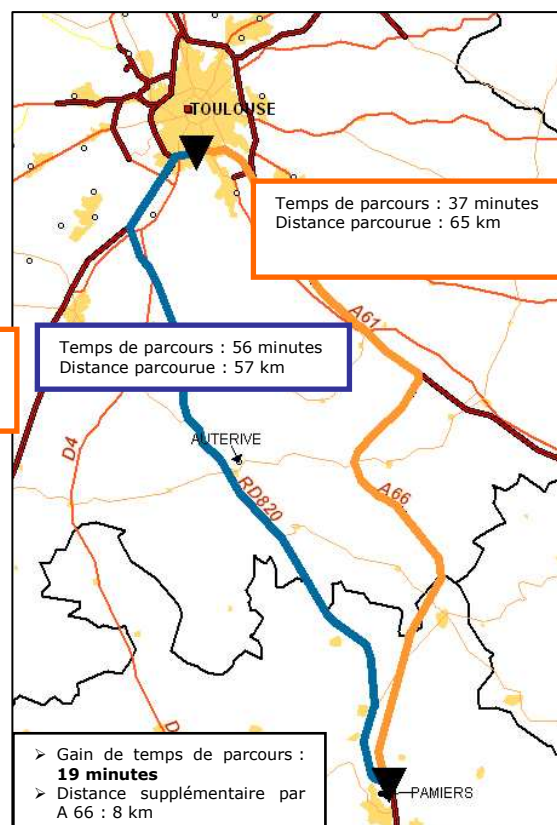 TOULOUSE
Temps de parcours : 37 minutes
Distance parcourue : 65 km
A61
Temps de parcours : 56 minutes
Distance parcourue : 57 km
D4
AUTERIVE
RD820
A66
D
➢ Gain de temps de parcours :
19 minutes
➢ Distance supplémentaire par
A 66 : 8 km
PAMIERS